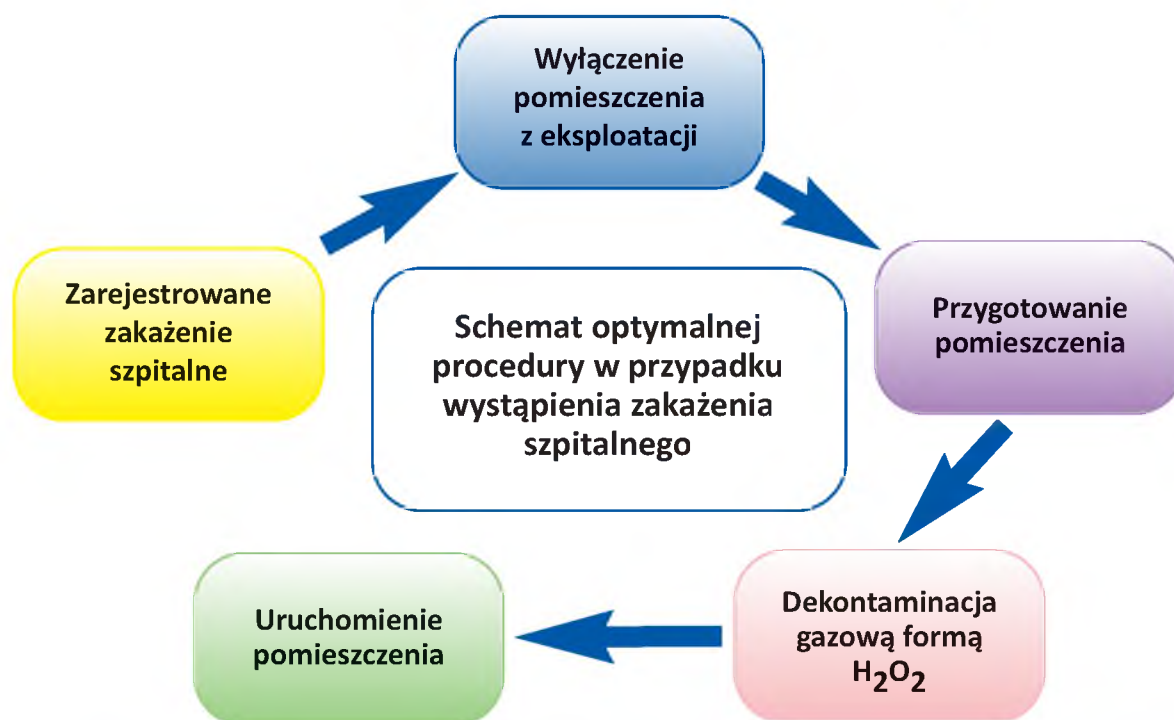 Wyłączenie
pomieszczenia
z eksploatacji
Zarejestrowane
zakażenie
szpitalne
Schemat optymalnej
procedury w przypadku
wystąpienia zakażenia
szpitalnego
Przygotowanie
pomieszczenia
Dekontaminacja
gazową formą
H₂O₂
Uruchomienie
pomieszczenia